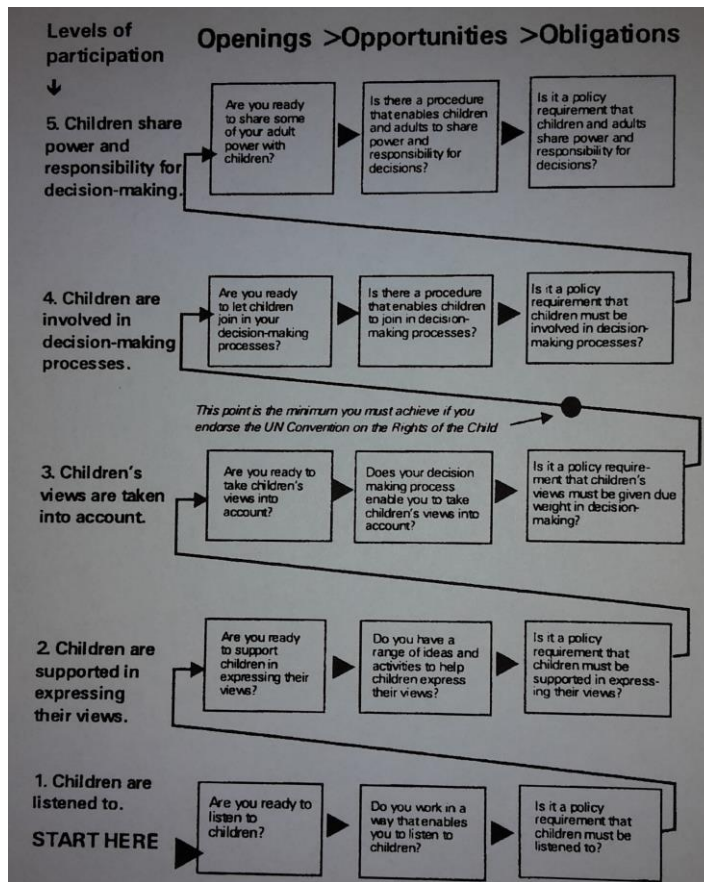 Levels of
participation
Openings >Opportunities >Obligations
5. Children share
power and
responsibility for
decision-making.
Are you ready
to share some
of your adult
power with
children?
Is there a procedure
that enables children
and adults to share
power and
responsibility for
decisions?
Is it a policy
requirement that
children and adults
share power and
responsibility for
decisions?
4. Children are
involved in
decision-making
processes.
Are you ready
to let children
join in your
decision-making
processes?
Is there a procedure
that enables children
to join in decision-
making processes?
Is it a policy
requirement that
children must be
involved in decision-
making processes?
This point is the minimum you must achieve if you
endorse the UN Convention on the Rights of the Child
3. Children's
views are taken
into account.
Are you ready to
take children's
views into
account?
Does your decision
making process
enable you to take
children's views into
account?
Is it a policy require-
ment that children's
views must be given due
weight in decision-
making?
2. Children are
supported in
expressing
their views.
Are you ready
to support
children in
expressing their
views?
Do you have a
range of ideas and
activities to help
children express
their views?
Is it a policy
requirement that
children must be
supported in express-
ing their views?
1. Children are
listened to.
START HERE
Are you ready to
listen to
children?
Do you work in a
way that enables
you to listen to
children?
Is it a policy
requirement that
children must be
listened to?